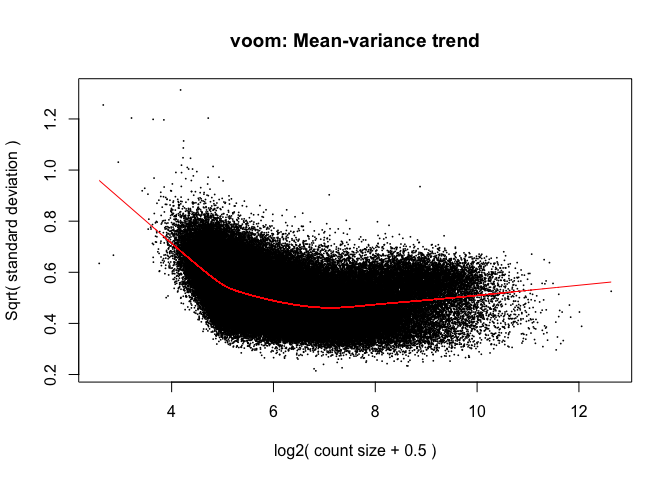 voom: Mean-variance trend
Sqrt( standard deviation )
1.2
1.0
0.8
0.6
0.4
0.2
4 6 8 10 12
log2( count size + 0.5 )